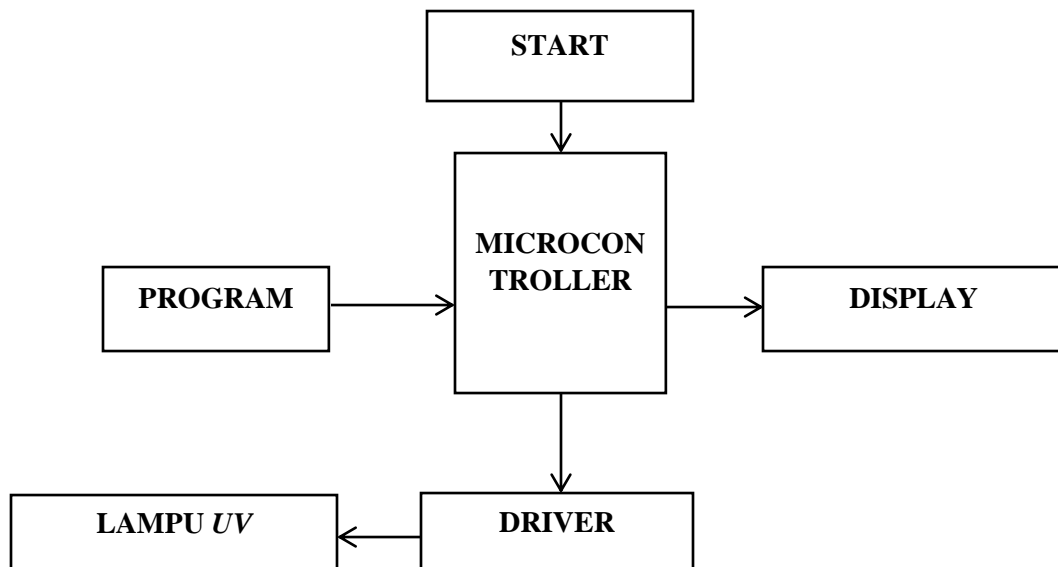 START
MICROCON
TROLLER
PROGRAM
DISPLAY
LAMPU UV
DRIVER